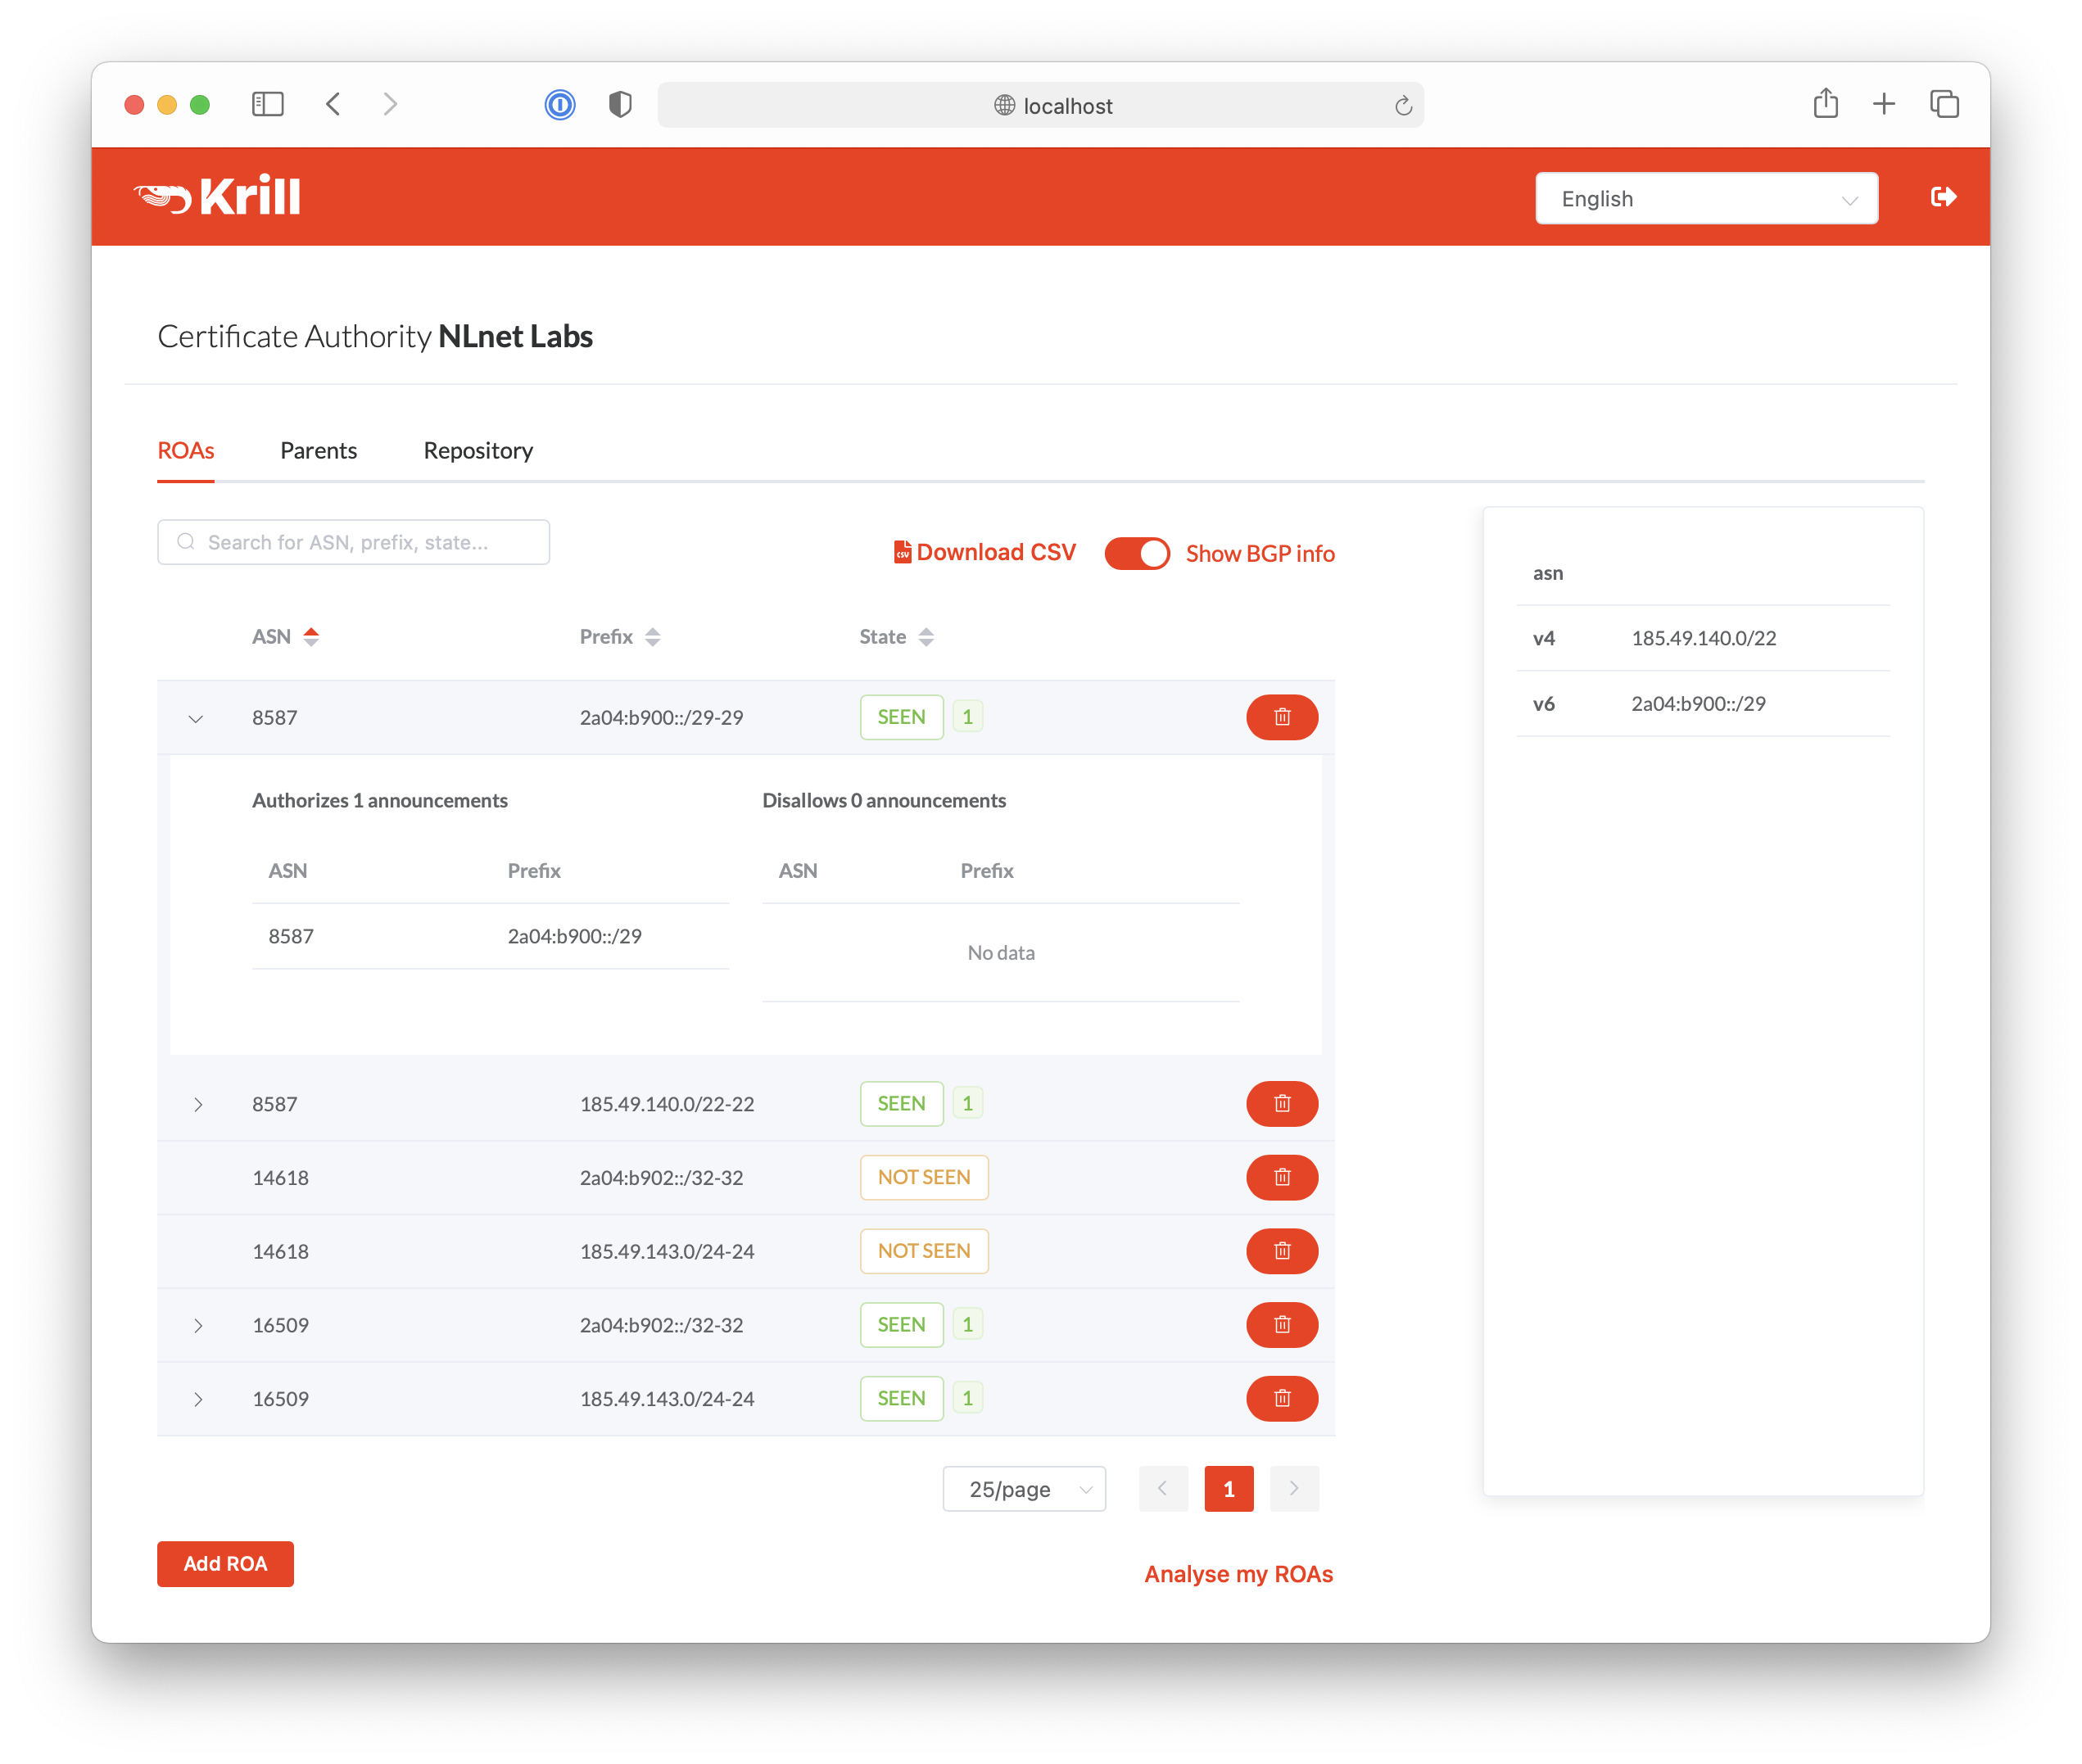 localhost
Krill
English
Certificate Authority NLnet Labs
ROAs Parents Repository
Search for ASN, prefix, state...
CSV Download CSV Show BGP info
ASN Prefix State
8587 2a04:b900::/29-29 SEEN 1
Authorizes 1 announcements Disallows 0 announcements
ASN Prefix ASN Prefix
8587 2a04:b900::/29
No data
8587 185.49.140.0/22-22 SEEN 1
14618 2a04:b902::/32-32 NOT SEEN
14618 185.49.143.0/24-24 NOT SEEN
16509 2a04:b902::/32-32 SEEN 1
16509 185.49.143.0/24-24 SEEN 1
25/page 1
Add ROA
Analyse my ROAs
asn
v4 185.49.140.0/22
v6 2a04:b900::/29